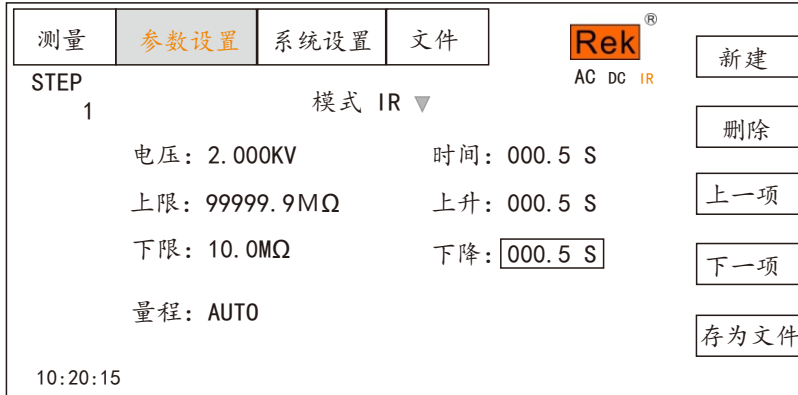 测量 参数设置 系统设置 文件 Rek®
AC DC IR
新建
STEP
1
模式 IR
删除
电压: 2.000KV 时间: 000.5 S
上限: 99999.9MΩ 上升: 000.5 S
上一项
下限: 10.0MΩ 下降: 000.5 S
下一项
量程: AUTO
存为文件
10:20:15